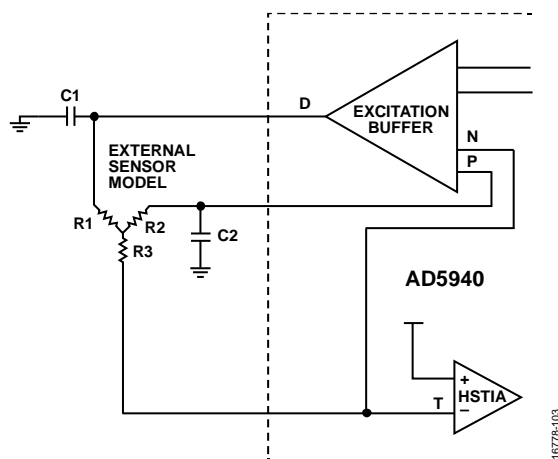 C1
D
EXCITATION
BUFFER
N
P
EXTERNAL
SENSOR
MODEL
R1
R2
R3
C2
AD5940
+
HSTIA
T
–
16778-103